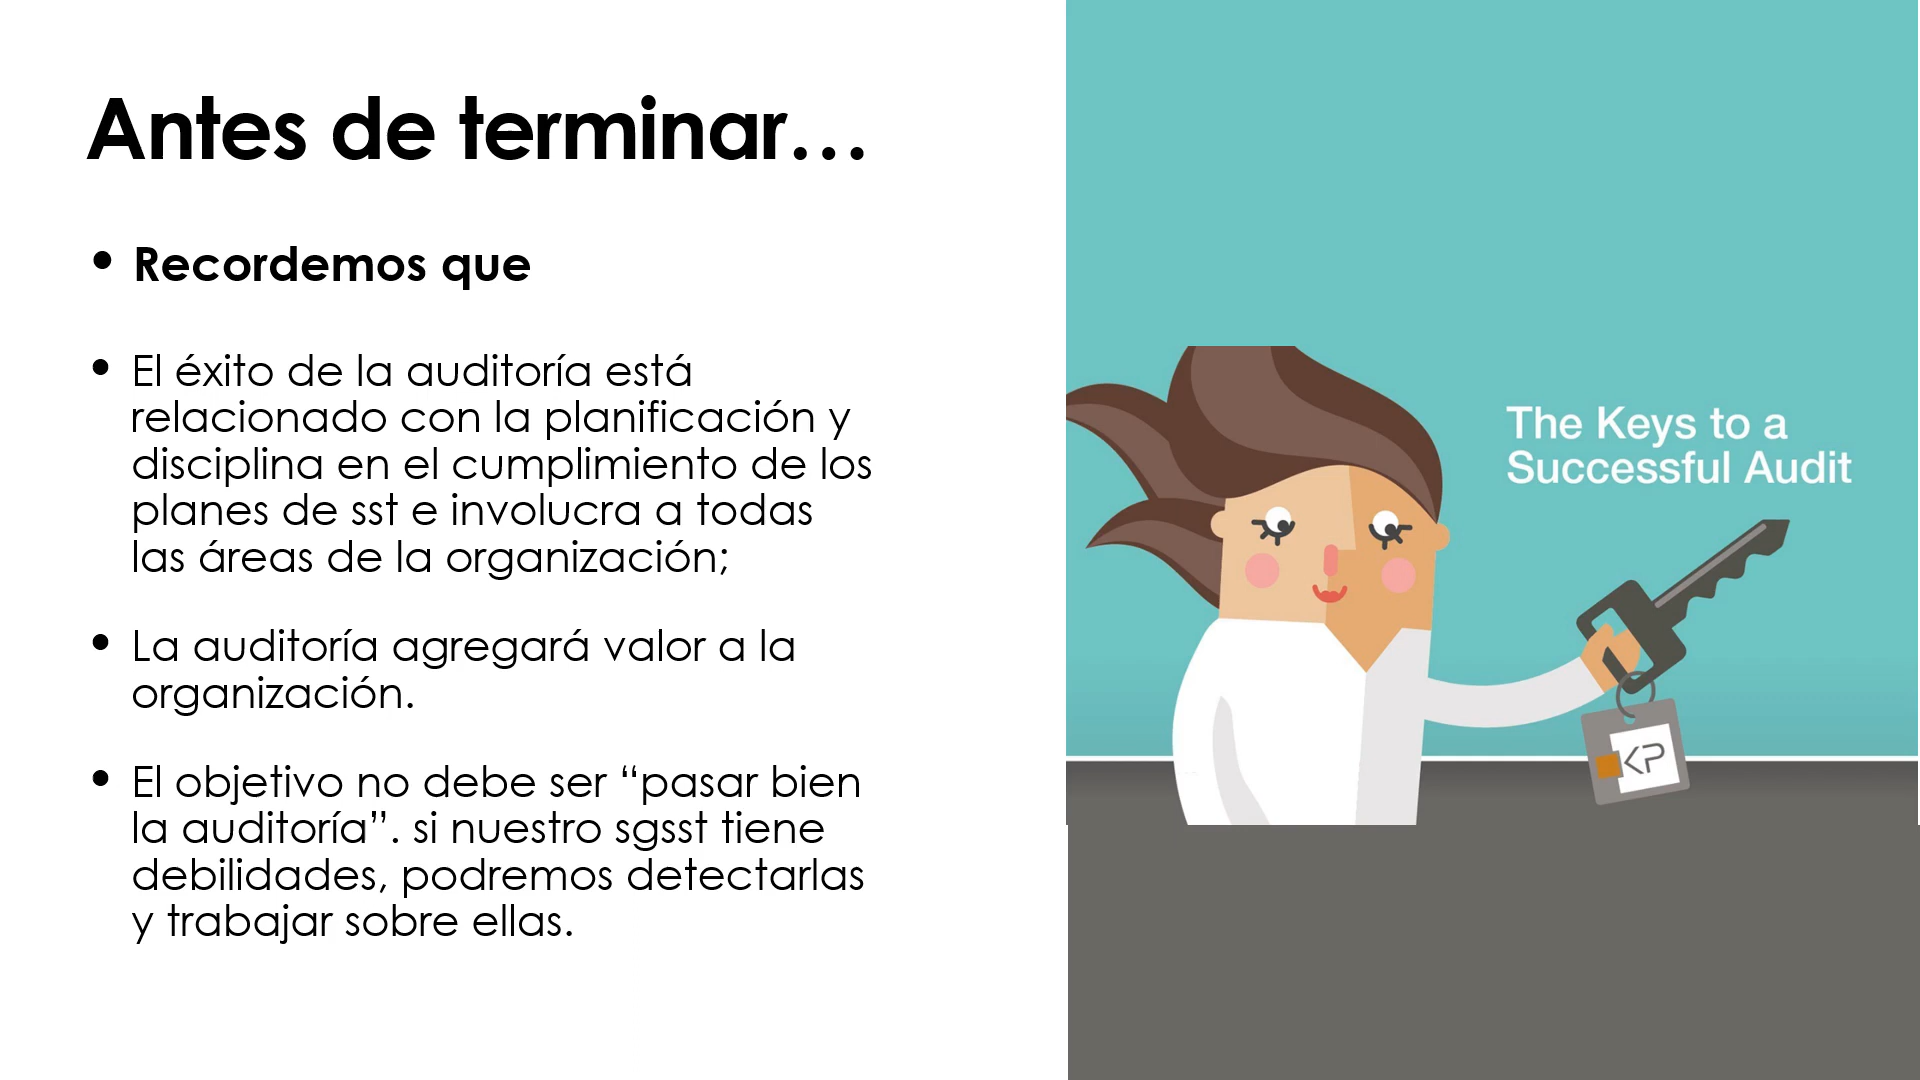 Antes de terminar…
• Recordemos que
• El éxito de la auditoría está
relacionado con la planificación y
disciplina en el cumplimiento de los
planes de sst e involucra a todas
las áreas de la organización;
• La auditoría agregará valor a la
organización.
• El objetivo no debe ser “pasar bien
la auditoría”. si nuestro sgsst tiene
debilidades, podremos detectarlas
y trabajar sobre ellas.
The Keys to a
Successful Audit
KP